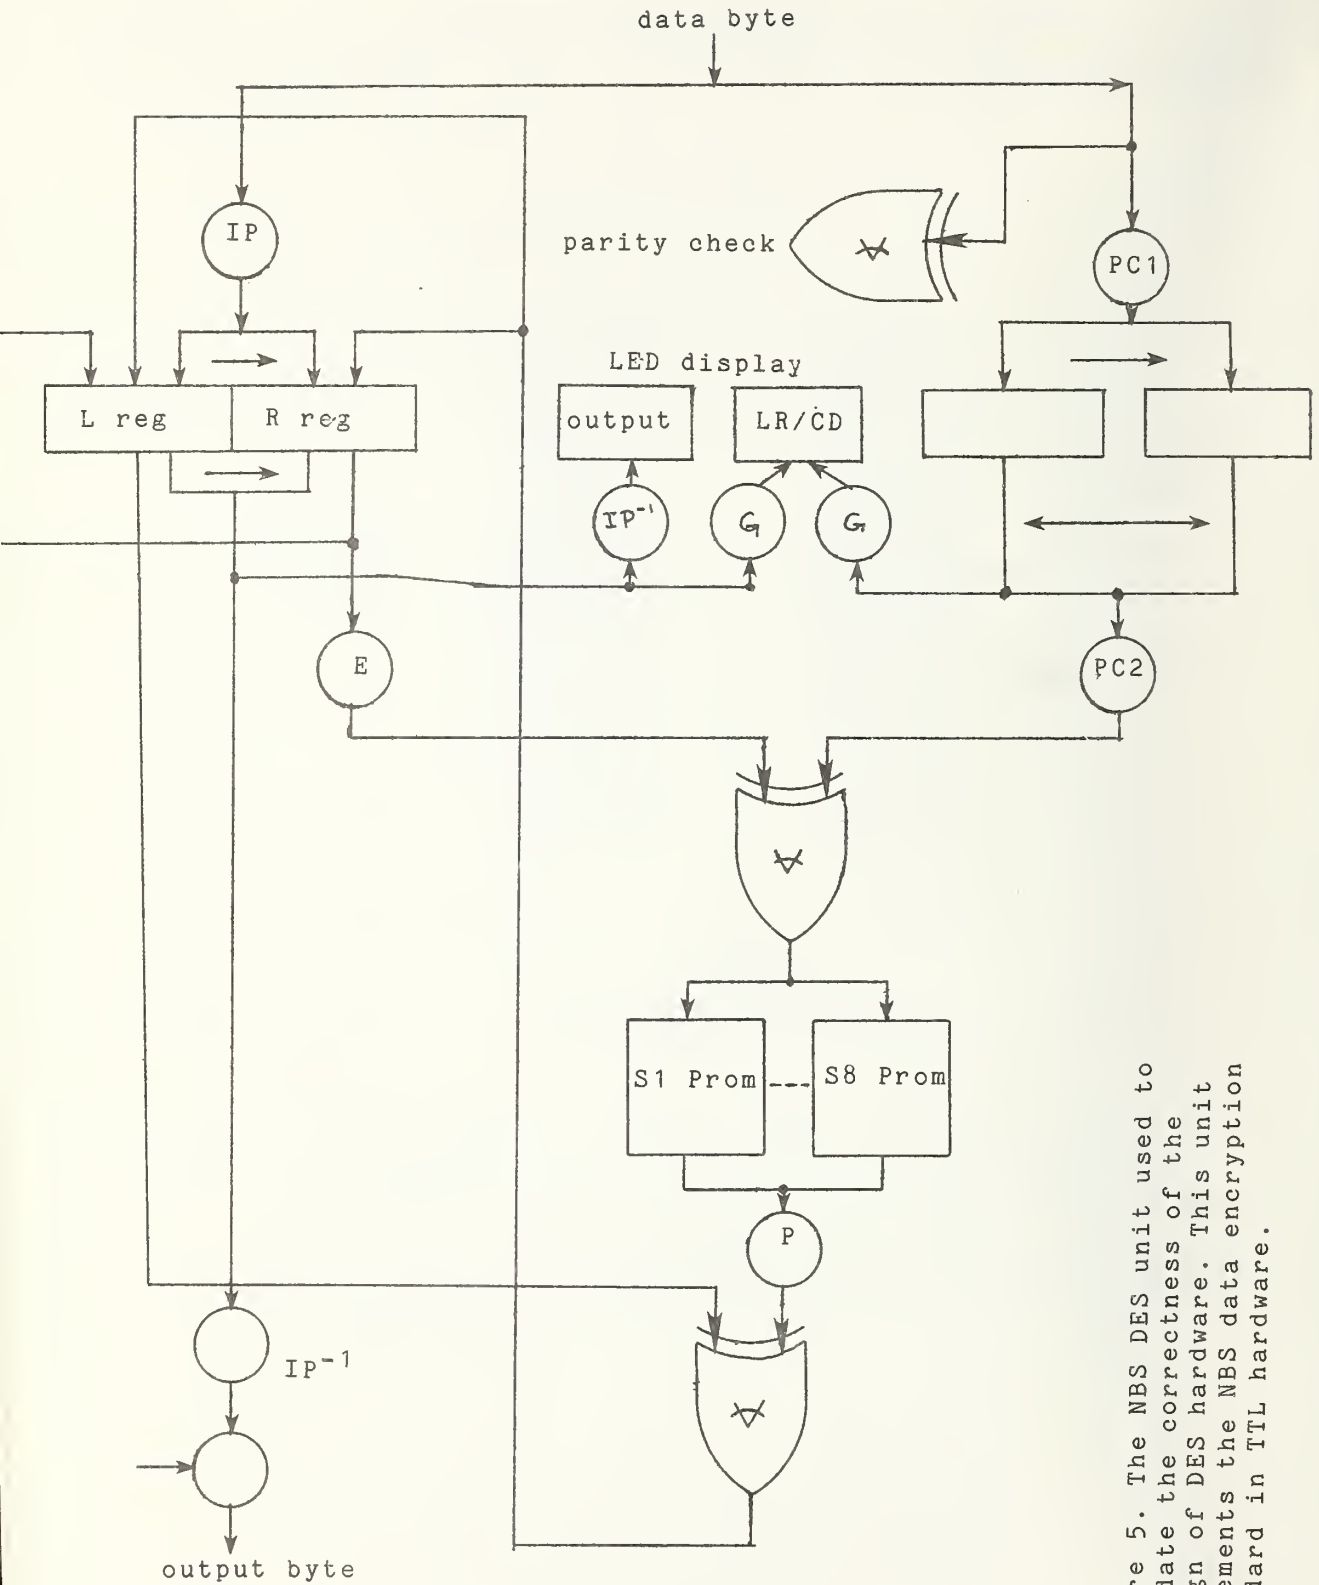 data byte
IP
parity check
PC1
LED display
L reg
R reg
output
LR/CD
IP⁻¹
G
G
E
PC2
S1 Prom
---
S8 Prom
P
IP⁻¹
output byte
5. The NBS DES unit used to
the correctness of the
of DES hardware. This unit
the NBS data encryption
in TTL hardware.